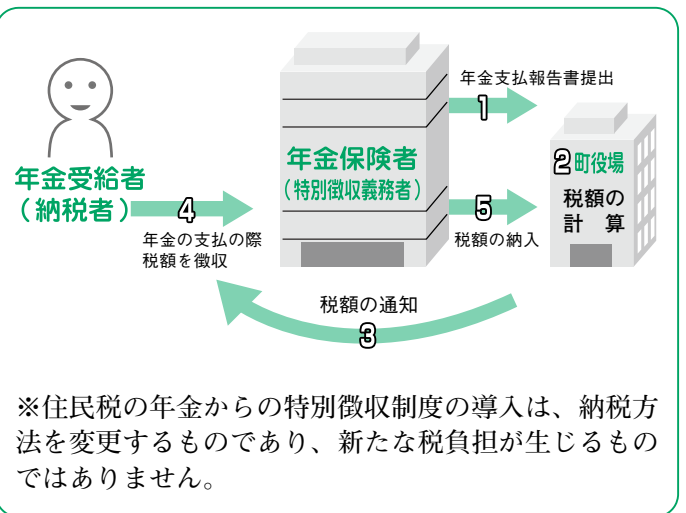 年金支払報告書提出
1
年金保険者
（特別徴収義務者）
2 町役場
税額の
計　算
年金受給者
（納税者）
4
年金の支払の際
税額を徴収
5
税額の納入
税額の通知
3
※住民税の年金からの特別徴収制度の導入は、納税方
法を変更するものであり、新たな税負担が生じるもの
ではありません。